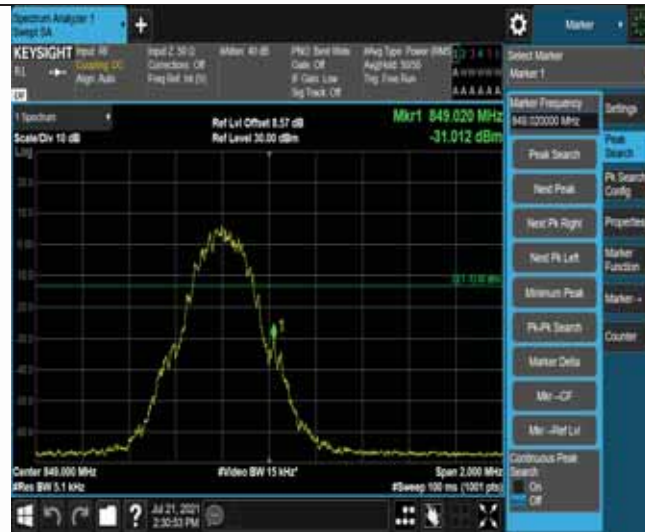 Spectrum Analyzer 1
Swept SA
Marker
KEYSIGHT
Input: RF
Coupling: DC
Align: Auto
Input Z: 50 Ω
Corrections: Off
Freq Ref: Int (S)
#Atten: 40 dB
PNO: Best Wide
Gate: Off
IF Gain: Low
Sig Track: Off
#Avg Type: Power (RMS)
Avg|Hold: 50/50
Trig: Free Run
Select Marker
Marker 1
Marker Frequency
849.020000 MHz
Settings
Peak Search
Next Peak
Next Pk Right
Next Pk Left
Minimum Peak
Pk-Pk Search
Marker Delta
Mkr→CF
Mkr→Ref Lvl
Continuous Peak
Search
On
Off
Peak
Search
Pk Search
Config
Properties
Marker
Function
Marker→
Counter
1 Spectrum
Scale/Div 10 dB
Log
Ref Lvl Offset 8.57 dB
Ref Level 30.00 dBm
Mkr1 849.020 MHz
-31.012 dBm
Center 849.000 MHz
#Res BW 5.1 kHz
#Video BW 15 kHz*
Span 2.000 MHz
#Sweep 100 ms (1001 pts)
Jul 21, 2021
2:30:53 PM